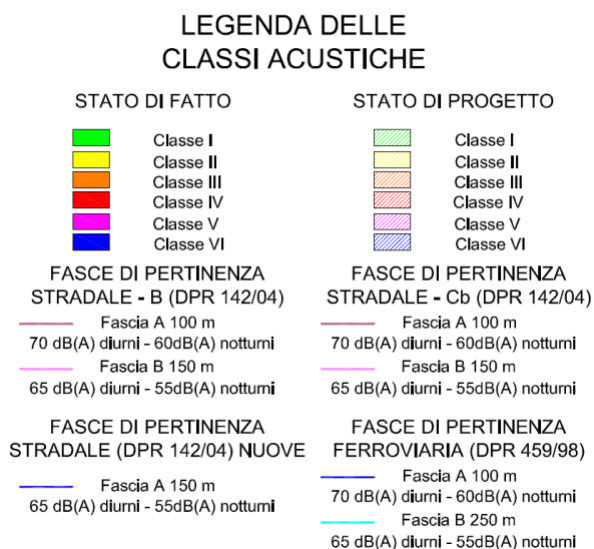 LEGENDA DELLE
CLASSI ACUSTICHE
STATO DI FATTO
Classe I
Classe II
Classe III
Classe IV
Classe V
Classe VI
STATO DI PROGETTO
Classe I
Classe II
Classe III
Classe IV
Classe V
Classe VI
FASCE DI PERTINENZA
STRADALE - B (DPR 142/04)
Fascia A 100 m
70 dB(A) diurni - 60dB(A) notturni
Fascia B 150 m
65 dB(A) diurni - 55dB(A) notturni
FASCE DI PERTINENZA
STRADALE - Cb (DPR 142/04)
Fascia A 100 m
70 dB(A) diurni - 60dB(A) notturni
Fascia B 150 m
65 dB(A) diurni - 55dB(A) notturni
FASCE DI PERTINENZA
STRADALE (DPR 142/04) NUOVE
Fascia A 150 m
65 dB(A) diurni - 55dB(A) notturni
FASCE DI PERTINENZA
FERROVIARIA (DPR 459/98)
Fascia A 100 m
70 dB(A) diurni - 60dB(A) notturni
Fascia B 250 m
65 dB(A) diurni - 55dB(A) notturni